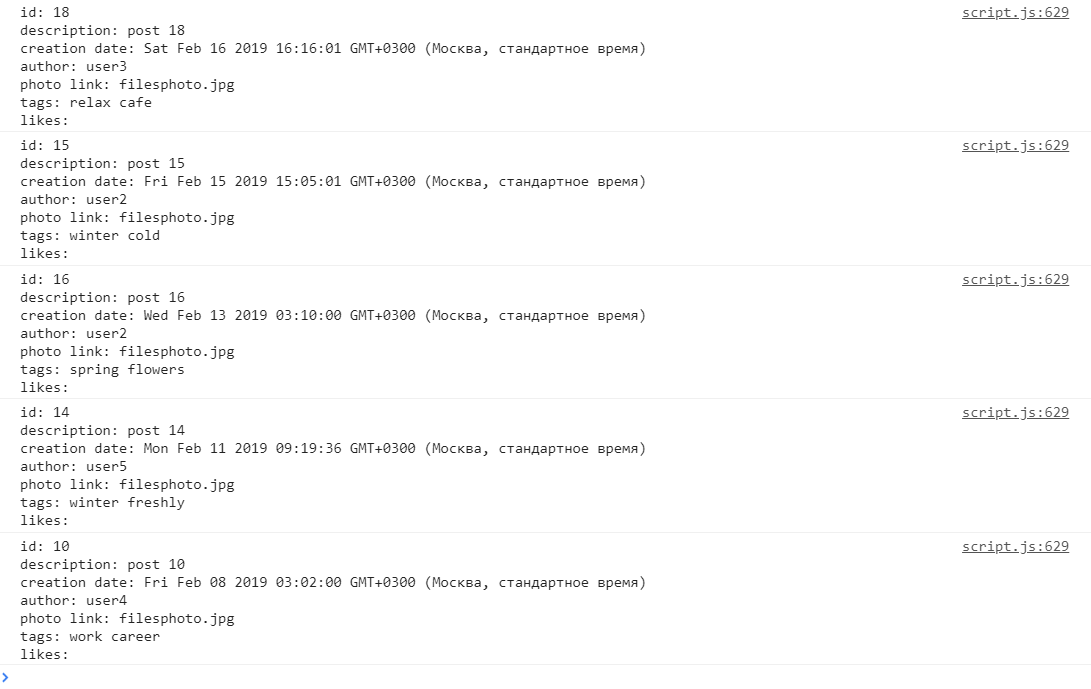 id: 18 script.js:629
description: post 18
creation date: Sat Feb 16 2019 16:16:01 GMT+0300 (Москва, стандартное время)
author: user3
photo link: filesphoto.jpg
tags: relax cafe
likes:
id: 15 script.js:629
description: post 15
creation date: Fri Feb 15 2019 15:05:01 GMT+0300 (Москва, стандартное время)
author: user2
photo link: filesphoto.jpg
tags: winter cold
likes:
id: 16 script.js:629
description: post 16
creation date: Wed Feb 13 2019 03:10:00 GMT+0300 (Москва, стандартное время)
author: user2
photo link: filesphoto.jpg
tags: spring flowers
likes:
id: 14 script.js:629
description: post 14
creation date: Mon Feb 11 2019 09:19:36 GMT+0300 (Москва, стандартное время)
author: user5
photo link: filesphoto.jpg
tags: winter freshly
likes:
id: 10 script.js:629
description: post 10
creation date: Fri Feb 08 2019 03:02:00 GMT+0300 (Москва, стандартное время)
author: user4
photo link: filesphoto.jpg
tags: work career
likes: